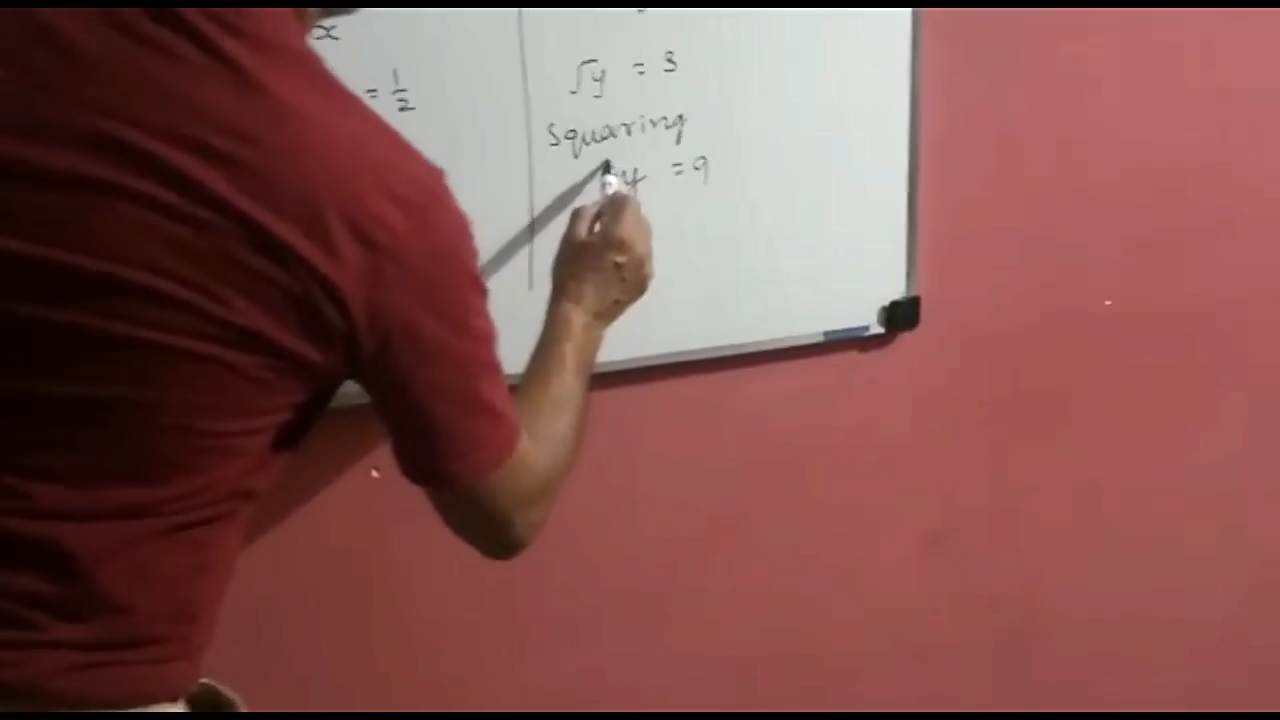 x
= 1/2
√y = 3
Squaring
y = 9